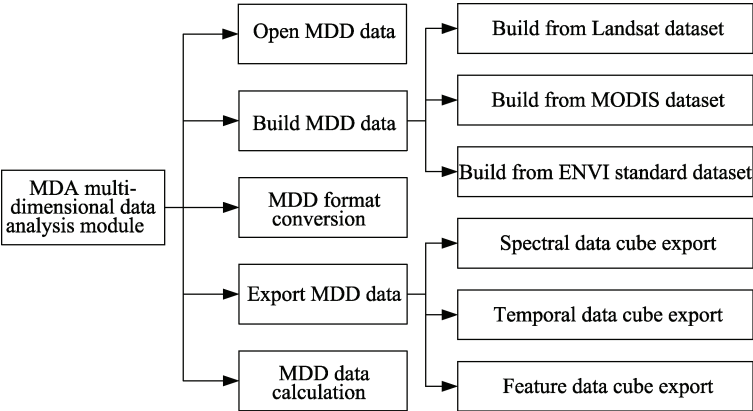 MDA multi-
dimensional data
analysis module
Open MDD data
Build MDD data
MDD format
conversion
Export MDD data
MDD data
calculation
Build from Landsat dataset
Build from MODIS dataset
Build from ENVI standard dataset
Spectral data cube export
Temporal data cube export
Feature data cube export